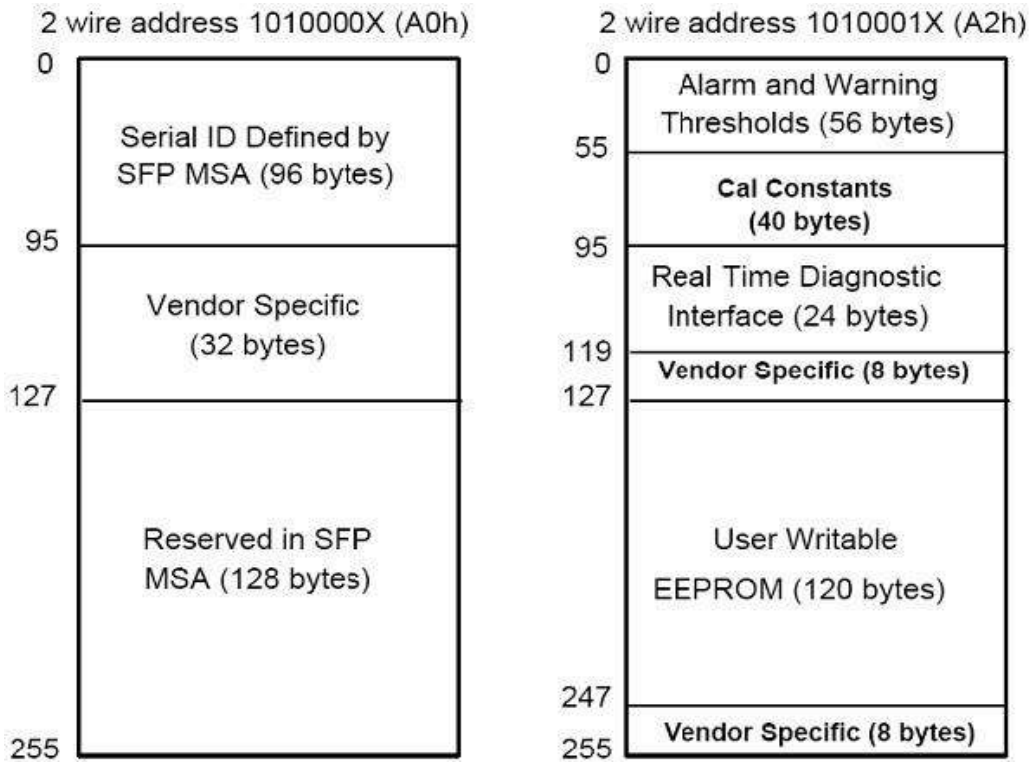 2 wire address 1010000X (A0h)
0
Serial ID Defined by
SFP MSA (96 bytes)
95
Vendor Specific
(32 bytes)
127
Reserved in SFP
MSA (128 bytes)
255
2 wire address 1010001X (A2h)
0
Alarm and Warning
Thresholds (56 bytes)
55
Cal Constants
(40 bytes)
95
Real Time Diagnostic
Interface (24 bytes)
119
Vendor Specific (8 bytes)
127
User Writable
EEPROM (120 bytes)
247
Vendor Specific (8 bytes)
255